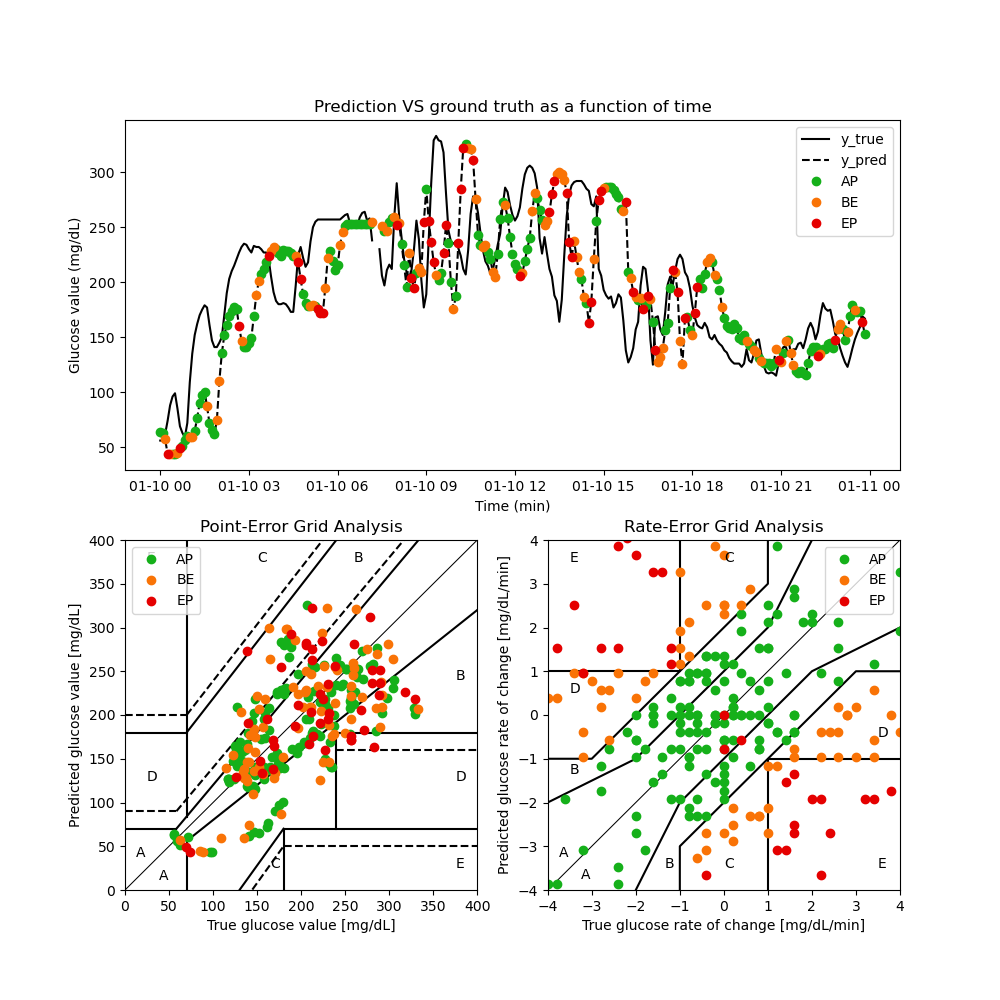 Prediction VS ground truth as a function of time
Glucose value (mg/dL)
300
250
200
150
100
50
y_true
y_pred
AP
BE
EP
01-10 00 01-10 03 01-10 06 01-10 09 01-10 12 01-10 15 01-10 18 01-10 21 01-11 00
Time (min)
Point-Error Grid Analysis
Predicted glucose value [mg/dL]
400
350
300
250
200
150
100
50
0
AP
BE
EP
C
B
B
D
D
A
A
C
E
0 50 100 150 200 250 300 350 400
True glucose value [mg/dL]
Rate-Error Grid Analysis
Predicted glucose rate of change [mg/dL/min]
4
3
2
1
0
−1
−2
−3
−4
E
C
AP
BE
EP
D
D
B
A
A
B
C
E
−4 −3 −2 −1 0 1 2 3 4
True glucose rate of change [mg/dL/min]